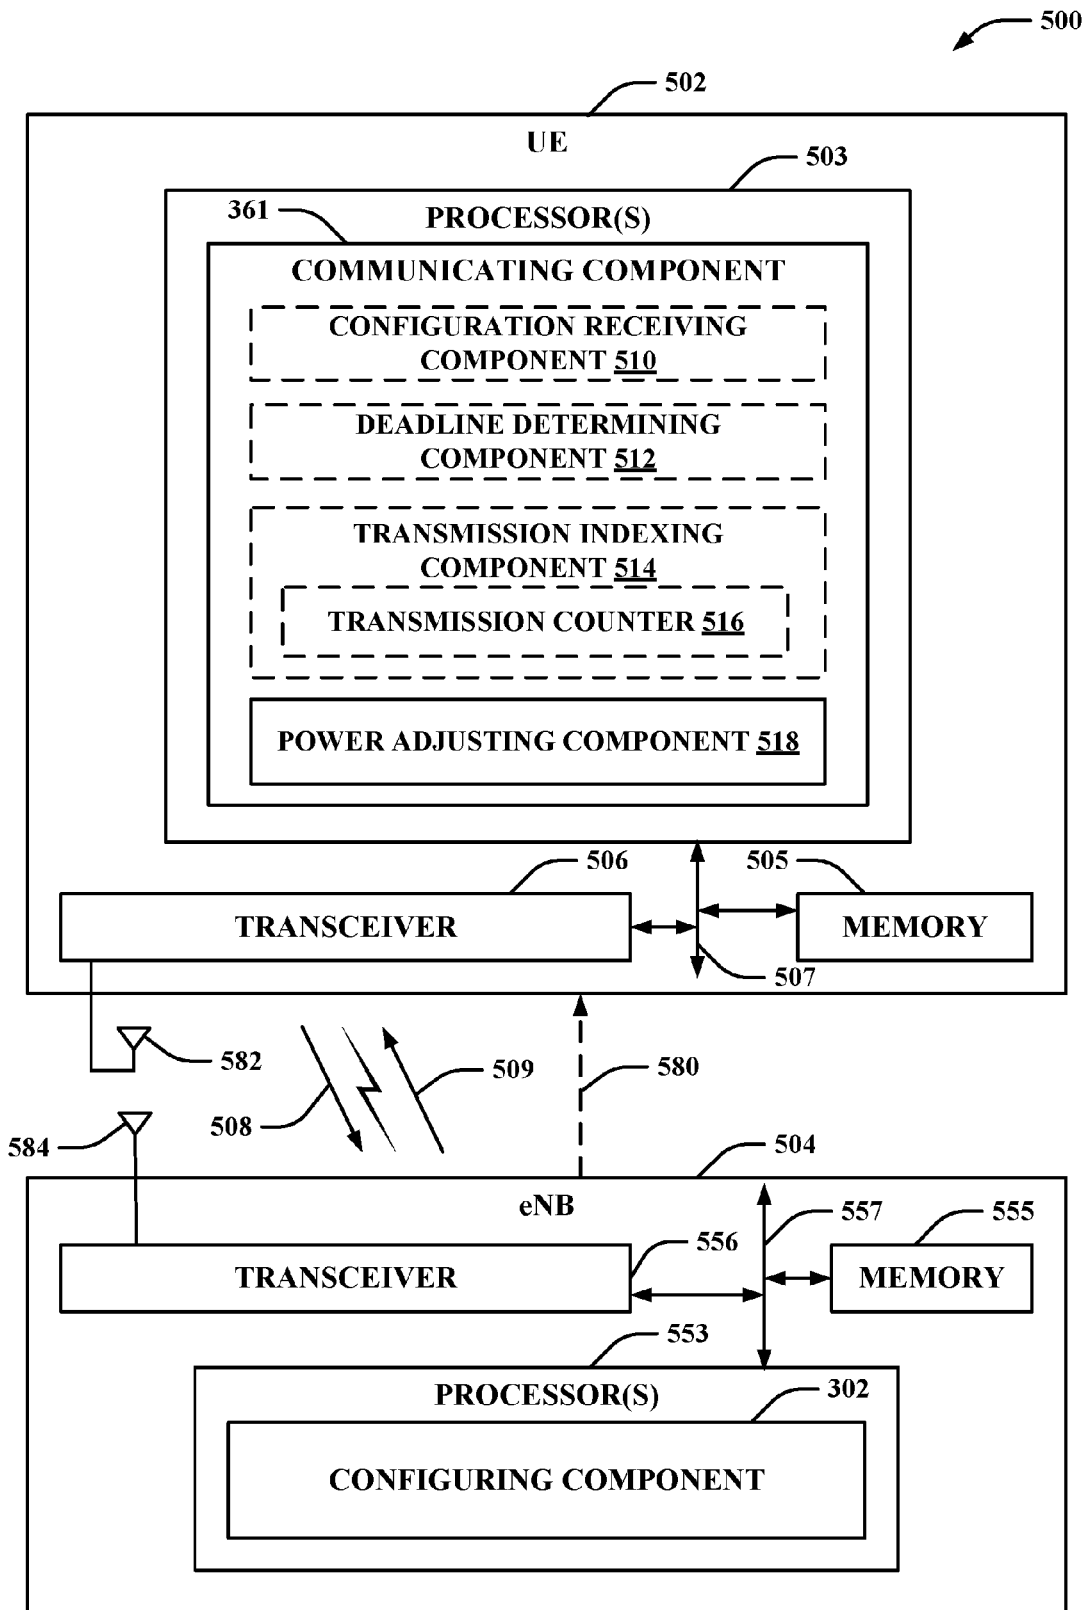 500
502
UE
503
361
PROCESSOR(S)
COMMUNICATING COMPONENT
CONFIGURATION RECEIVING
COMPONENT 510
DEADLINE DETERMINING
COMPONENT 512
TRANSMISSION INDEXING
COMPONENT 514
TRANSMISSION COUNTER 516
POWER ADJUSTING COMPONENT 518
506
505
TRANSCEIVER
MEMORY
507
582
509
580
508
584
504
eNB
557
555
556
TRANSCEIVER
MEMORY
553
PROCESSOR(S)
302
CONFIGURING COMPONENT